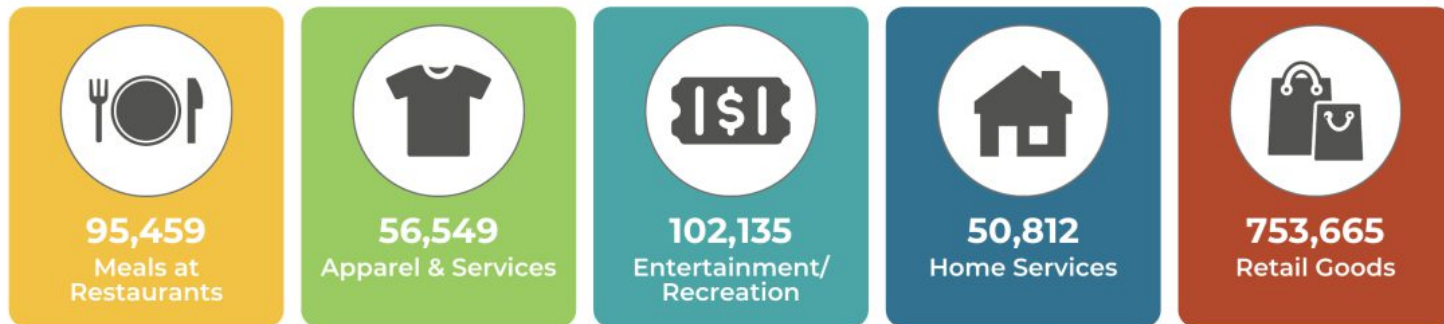 95,459
Meals at
Restaurants
56,549
Apparel & Services
$
102,135
Entertainment/
Recreation
50,812
Home Services
753,665
Retail Goods